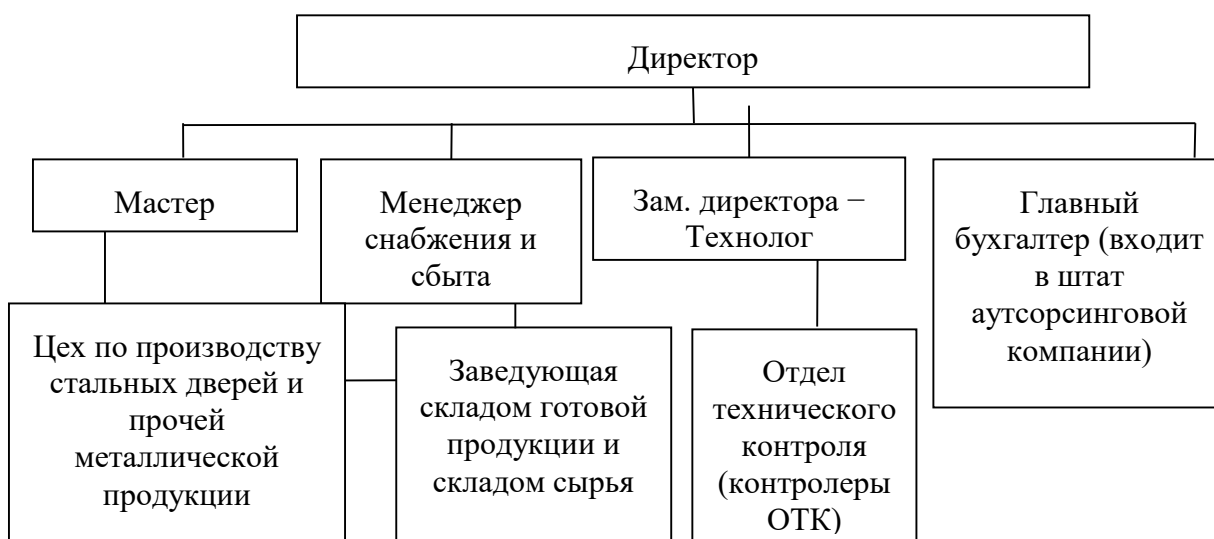 Директор
Мастер
Менеджер
снабжения и
сбыта
Зам. директора −
Технолог
Главный
бухгалтер (входит
в штат
аутсорсинговой
компании)
Цех по производству
стальных дверей и
прочей
металлической
продукции
Заведующая
складом готовой
продукции и
складом сырья
Отдел
технического
контроля
(контролеры
ОТК)